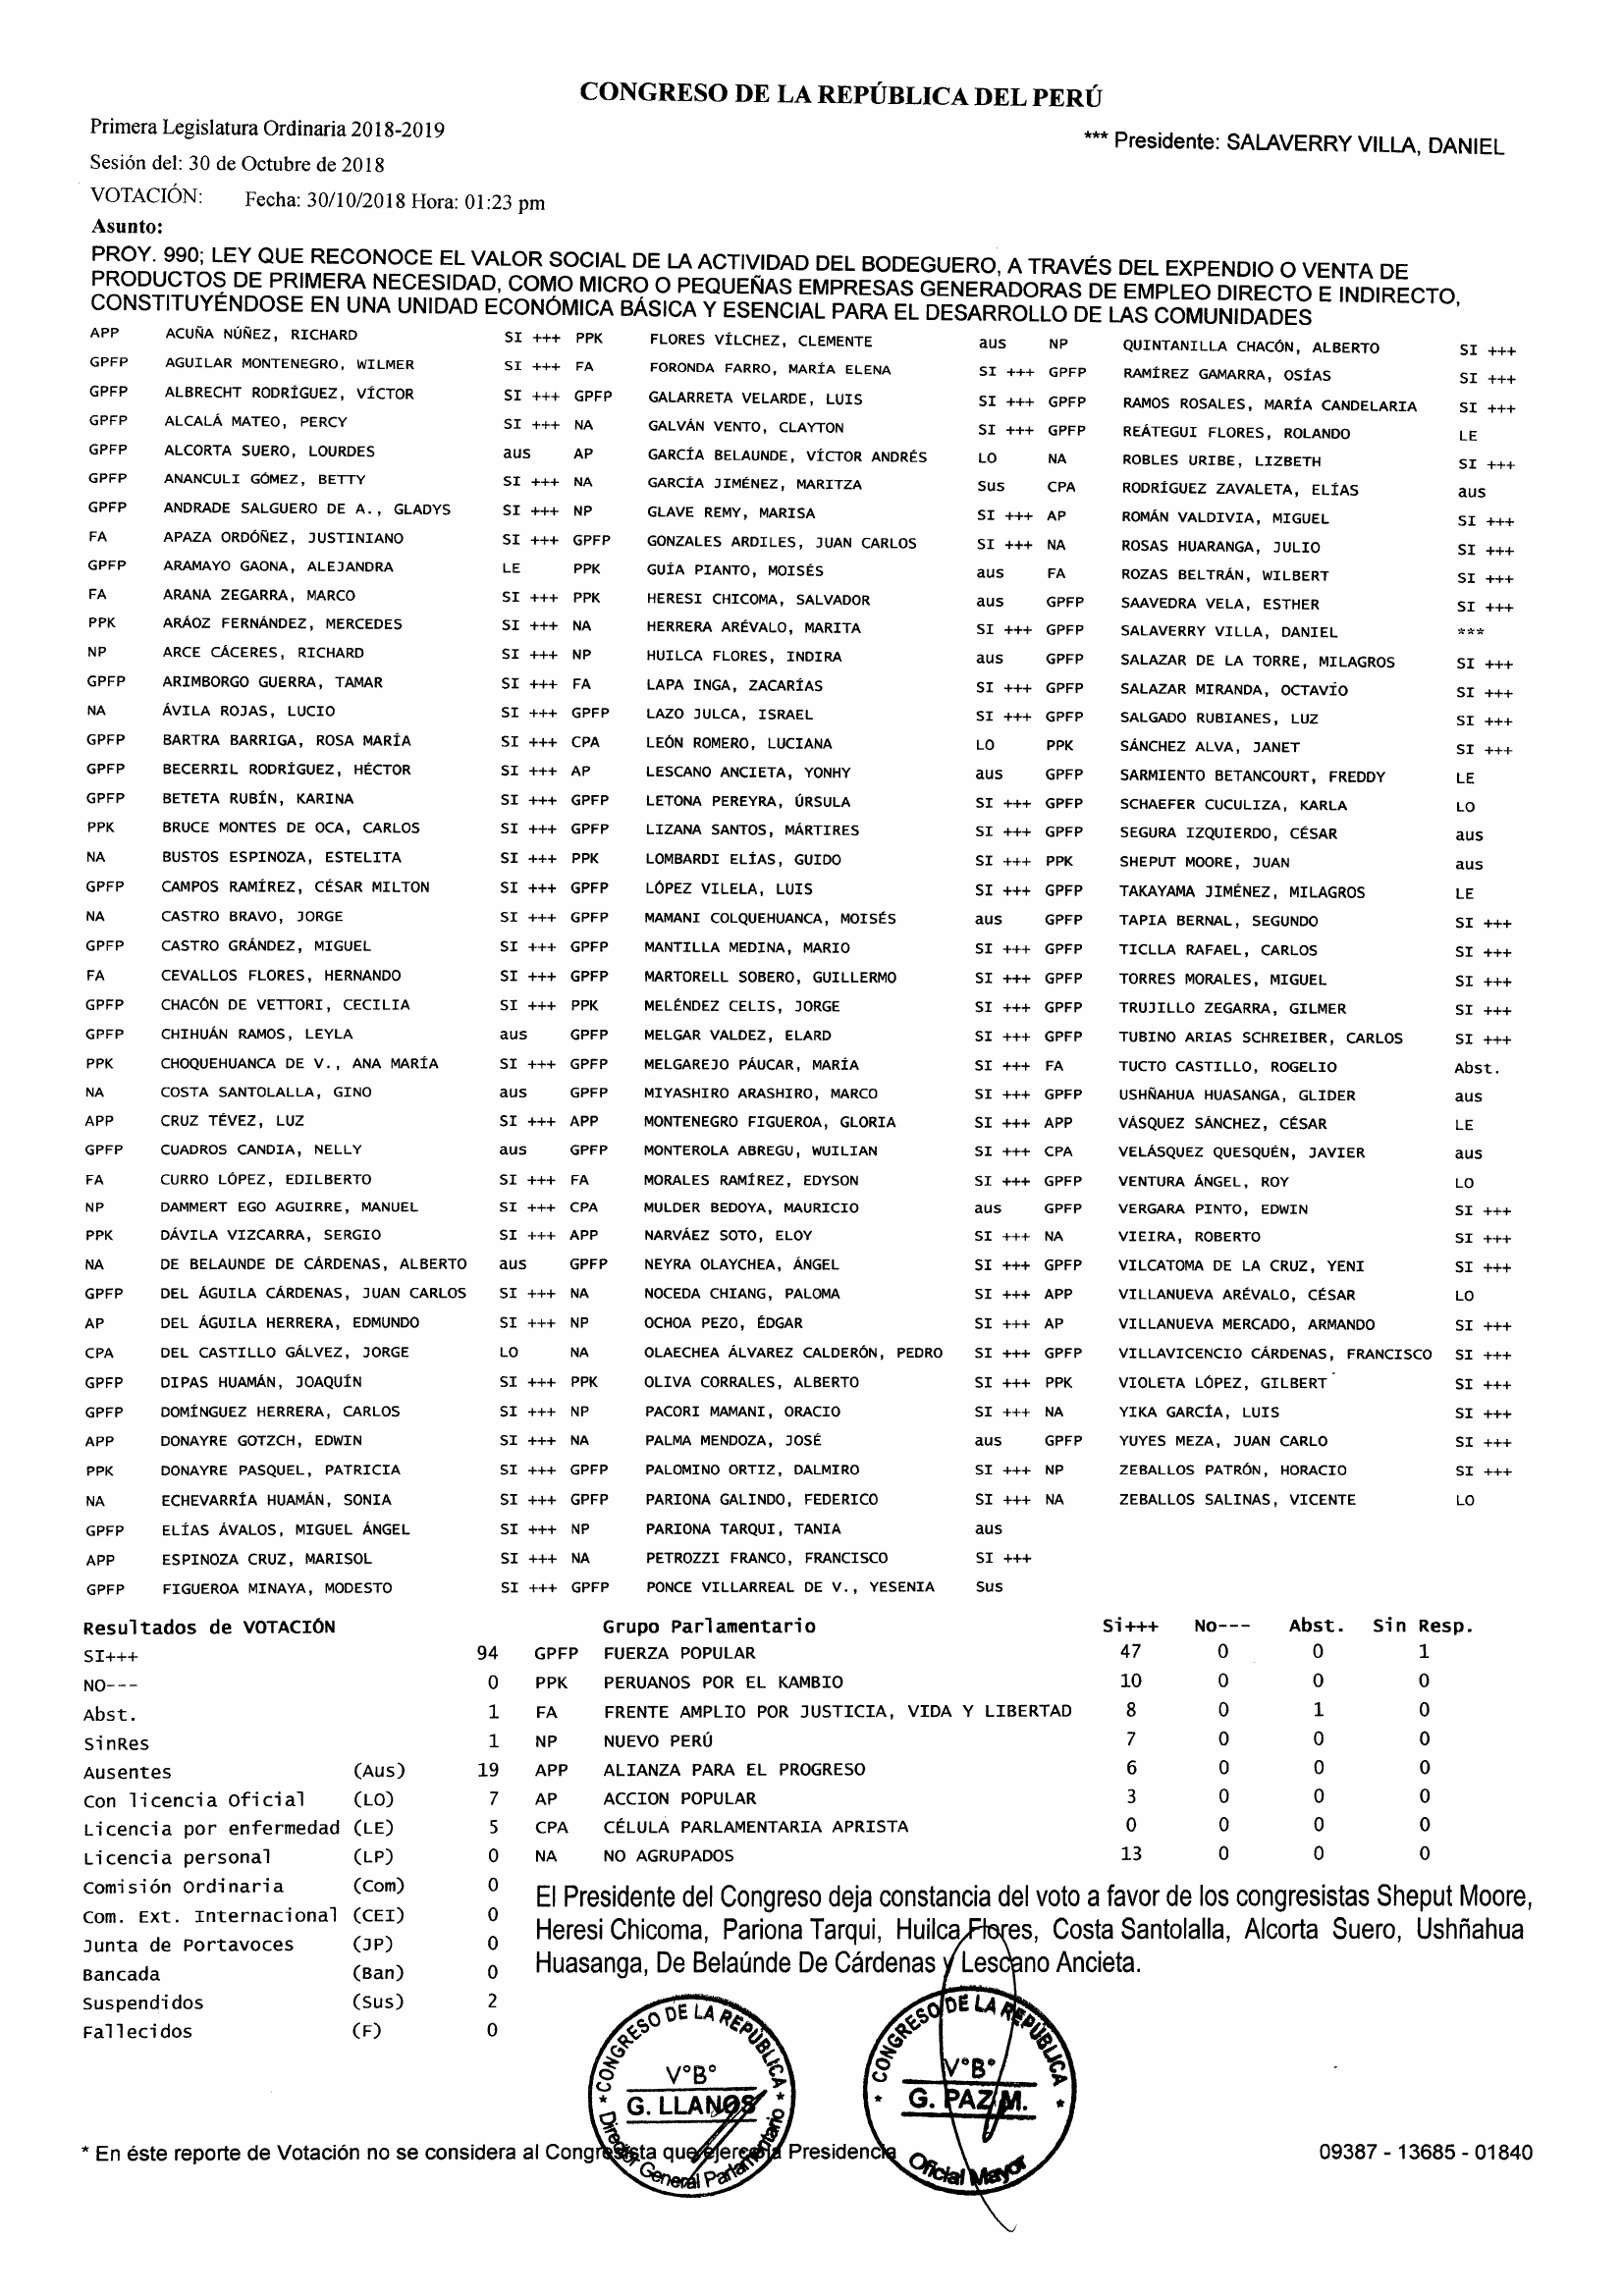 CONGRESO DE LA REPÚBLICA DEL PERÚ
Primera Legislatura Ordinaria 2018-2019
*** Presidente: SALAVERRY VILLA, DANIEL
Sesión del: 30 de Octubre de 2018
VOTACIÓN: Fecha: 30/10/2018 Hora: 01:23 pm
Asunto:
PROY. 990; LEY QUE RECONOCE EL VALOR SOCIAL DE LA ACTIVIDAD DEL BODEGUERO, A TRAVÉS DEL EXPENDIO O VENTA DE
PRODUCTOS DE PRIMERA NECESIDAD, COMO MICRO O PEQUEÑAS EMPRESAS GENERADORAS DE EMPLEO DIRECTO E INDIRECTO,
CONSTITUYÉNDOSE EN UNA UNIDAD ECONÓMICA BÁSICA Y ESENCIAL PARA EL DESARROLLO DE LAS COMUNIDADES
APP ACUÑA NÚÑEZ, RICHARD SI +++ PPK FLORES VÍLCHEZ, CLEMENTE aus NP QUINTANILLA CHACÓN, ALBERTO SI +++
GPFP AGUILAR MONTENEGRO, WILMER SI +++ FA FORONDA FARRO, MARÍA ELENA SI +++ GPFP RAMÍREZ GAMARRA, OSÍAS SI +++
GPFP ALBRECHT RODRÍGUEZ, VÍCTOR SI +++ GPFP GALARRETA VELARDE, LUIS SI +++ GPFP RAMOS ROSALES, MARÍA CANDELARIA SI +++
GPFP ALCALÁ MATEO, PERCY SI +++ NA GALVÁN VENTO, CLAYTON SI +++ GPFP REÁTEGUI FLORES, ROLANDO LE
GPFP ALCORTA SUERO, LOURDES aus AP GARCÍA BELAUNDE, VÍCTOR ANDRÉS LO NA ROBLES URIBE, LIZBETH SI +++
GPFP ANANCULI GÓMEZ, BETTY SI +++ NA GARCÍA JIMÉNEZ, MARITZA Sus CPA RODRÍGUEZ ZAVALETA, ELÍAS aus
GPFP ANDRADE SALGUERO DE A., GLADYS SI +++ NP GLAVE REMY, MARISA SI +++ AP ROMÁN VALDIVIA, MIGUEL SI +++
FA APAZA ORDÓÑEZ, JUSTINIANO SI +++ GPFP GONZALES ARDILES, JUAN CARLOS SI +++ NA ROSAS HUARANGA, JULIO SI +++
GPFP ARAMAYO GAONA, ALEJANDRA LE PPK GUÍA PIANTO, MOISÉS aus FA ROZAS BELTRÁN, WILBERT SI +++
FA ARANA ZEGARRA, MARCO SI +++ PPK HERESI CHICOMA, SALVADOR aus GPFP SAAVEDRA VELA, ESTHER SI +++
PPK ARÁOZ FERNÁNDEZ, MERCEDES SI +++ NA HERRERA ARÉVALO, MARITA SI +++ GPFP SALAVERRY VILLA, DANIEL ***
NP ARCE CÁCERES, RICHARD SI +++ NP HUILCA FLORES, INDIRA aus GPFP SALAZAR DE LA TORRE, MILAGROS SI +++
GPFP ARIMBORGO GUERRA, TAMAR SI +++ FA LAPA INGA, ZACARÍAS SI +++ GPFP SALAZAR MIRANDA, OCTAVÍO SI +++
NA ÁVILA ROJAS, LUCIO SI +++ GPFP LAZO JULCA, ISRAEL SI +++ GPFP SALGADO RUBIANES, LUZ SI +++
GPFP BARTRA BARRIGA, ROSA MARÍA SI +++ CPA LEÓN ROMERO, LUCIANA LO PPK SÁNCHEZ ALVA, JANET SI +++
GPFP BECERRIL RODRÍGUEZ, HÉCTOR SI +++ AP LESCANO ANCIETA, YONHY aus GPFP SARMIENTO BETANCOURT, FREDDY LE
GPFP BETETA RUBÍN, KARINA SI +++ GPFP LETONA PEREYRA, ÚRSULA SI +++ GPFP SCHAEFER CUCULIZA, KARLA LO
PPK BRUCE MONTES DE OCA, CARLOS SI +++ GPFP LIZANA SANTOS, MÁRTIRES SI +++ GPFP SEGURA IZQUIERDO, CÉSAR aus
NA BUSTOS ESPINOZA, ESTELITA SI +++ PPK LOMBARDI ELÍAS, GUIDO SI +++ PPK SHEPUT MOORE, JUAN aus
GPFP CAMPOS RAMÍREZ, CÉSAR MILTON SI +++ GPFP LÓPEZ VILELA, LUIS SI +++ GPFP TAKAYAMA JIMÉNEZ, MILAGROS LE
NA CASTRO BRAVO, JORGE SI +++ GPFP MAMANI COLQUEHUANCA, MOISÉS aus GPFP TAPIA BERNAL, SEGUNDO SI +++
GPFP CASTRO GRÁNDEZ, MIGUEL SI +++ GPFP MANTILLA MEDINA, MARIO SI +++ GPFP TICLLA RAFAEL, CARLOS SI +++
FA CEVALLOS FLORES, HERNANDO SI +++ GPFP MARTORELL SOBERO, GUILLERMO SI +++ GPFP TORRES MORALES, MIGUEL SI +++
GPFP CHACÓN DE VETTORI, CECILIA SI +++ PPK MELÉNDEZ CELIS, JORGE SI +++ GPFP TRUJILLO ZEGARRA, GILMER SI +++
GPFP CHIHUÁN RAMOS, LEYLA aus GPFP MELGAR VALDEZ, ELARD SI +++ GPFP TUBINO ARIAS SCHREIBER, CARLOS SI +++
PPK CHOQUEHUANCA DE V., ANA MARÍA SI +++ GPFP MELGAREJO PÁUCAR, MARÍA SI +++ FA TUCTO CASTILLO, ROGELIO Abst.
NA COSTA SANTOLALLA, GINO aus GPFP MIYASHIRO ARASHIRO, MARCO SI +++ GPFP USHÑAHUA HUASANGA, GLIDER aus
APP CRUZ TÉVEZ, LUZ SI +++ APP MONTENEGRO FIGUEROA, GLORIA SI +++ APP VÁSQUEZ SÁNCHEZ, CÉSAR LE
GPFP CUADROS CANDIA, NELLY aus GPFP MONTEROLA ABREGU, WUILIAN SI +++ CPA VELÁSQUEZ QUESQUÉN, JAVIER aus
FA CURRO LÓPEZ, EDILBERTO SI +++ FA MORALES RAMÍREZ, EDYSON SI +++ GPFP VENTURA ÁNGEL, ROY LO
NP DAMMERT EGO AGUIRRE, MANUEL SI +++ CPA MULDER BEDOYA, MAURICIO aus GPFP VERGARA PINTO, EDWIN SI +++
PPK DÁVILA VIZCARRA, SERGIO SI +++ APP NARVÁEZ SOTO, ELOY SI +++ NA VIEIRA, ROBERTO SI +++
NA DE BELAUNDE DE CÁRDENAS, ALBERTO aus GPFP NEYRA OLAYCHEA, ÁNGEL SI +++ GPFP VILCATOMA DE LA CRUZ, YENI SI +++
GPFP DEL ÁGUILA CÁRDENAS, JUAN CARLOS SI +++ NA NOCEDA CHIANG, PALOMA SI +++ APP VILLANUEVA ARÉVALO, CÉSAR LO
AP DEL ÁGUILA HERRERA, EDMUNDO SI +++ NP OCHOA PEZO, ÉDGAR SI +++ AP VILLANUEVA MERCADO, ARMANDO SI +++
CPA DEL CASTILLO GÁLVEZ, JORGE LO NA OLAECHEA ÁLVAREZ CALDERÓN, PEDRO SI +++ GPFP VILLAVICENCIO CÁRDENAS, FRANCISCO SI +++
GPFP DIPAS HUAMÁN, JOAQUÍN SI +++ PPK OLIVA CORRALES, ALBERTO SI +++ PPK VIOLETA LÓPEZ, GILBERT SI +++
GPFP DOMÍNGUEZ HERRERA, CARLOS SI +++ NP PACORI MAMANI, ORACIO SI +++ NA YIKA GARCÍA, LUIS SI +++
APP DONAYRE GOTZCH, EDWIN SI +++ NA PALMA MENDOZA, JOSÉ aus GPFP YUYES MEZA, JUAN CARLO SI +++
PPK DONAYRE PASQUEL, PATRICIA SI +++ GPFP PALOMINO ORTIZ, DALMIRO SI +++ NP ZEBALLOS PATRÓN, HORACIO SI +++
NA ECHEVARRÍA HUAMÁN, SONIA SI +++ GPFP PARIONA GALINDO, FEDERICO SI +++ NA ZEBALLOS SALINAS, VICENTE LO
GPFP ELÍAS ÁVALOS, MIGUEL ÁNGEL SI +++ NP PARIONA TARQUI, TANIA aus
APP ESPINOZA CRUZ, MARISOL SI +++ NA PETROZZI FRANCO, FRANCISCO SI +++
GPFP FIGUEROA MINAYA, MODESTO SI +++ GPFP PONCE VILLARREAL DE V., YESENIA Sus
Resultados de VOTACIÓN Grupo Parlamentario Si+++ No--- Abst. Sin Resp.
SI+++ 94 GPFP FUERZA POPULAR 47 0 0 1
NO--- 0 PPK PERUANOS POR EL KAMBIO 10 0 0 0
Abst. 1 FA FRENTE AMPLIO POR JUSTICIA, VIDA Y LIBERTAD 8 0 1 0
SinRes 1 NP NUEVO PERÚ 7 0 0 0
Ausentes (Aus) 19 APP ALIANZA PARA EL PROGRESO 6 0 0 0
Con licencia Oficial (LO) 7 AP ACCION POPULAR 3 0 0 0
Licencia por enfermedad (LE) 5 CPA CÉLULA PARLAMENTARIA APRISTA 0 0 0 0
Licencia personal (LP) 0 NA NO AGRUPADOS 13 0 0 0
Comisión Ordinaria (Com) 0
Com. Ext. Internacional (CEI) 0
Junta de Portavoces (JP) 0
Bancada (Ban) 0
Suspendidos (Sus) 2
Fallecidos (F) 0
El Presidente del Congreso deja constancia del voto a favor de los congresistas Sheput Moore,
Heresi Chicoma, Pariona Tarqui, Huilca Flores, Costa Santolalla, Alcorta Suero, Ushñahua
Huasanga, De Belaúnde De Cárdenas y Lescano Ancieta.
* CONGRESO DE LA REPÚBLICA *
V°B°
G. LLANOS
Director General Parlamentario
* CONGRESO DE LA REPÚBLICA *
V°B°
G. PAZ M.
Oficial Mayor
* En éste reporte de Votación no se considera al Congresista que ejerce la Presidencia
09387 - 13685 - 01840